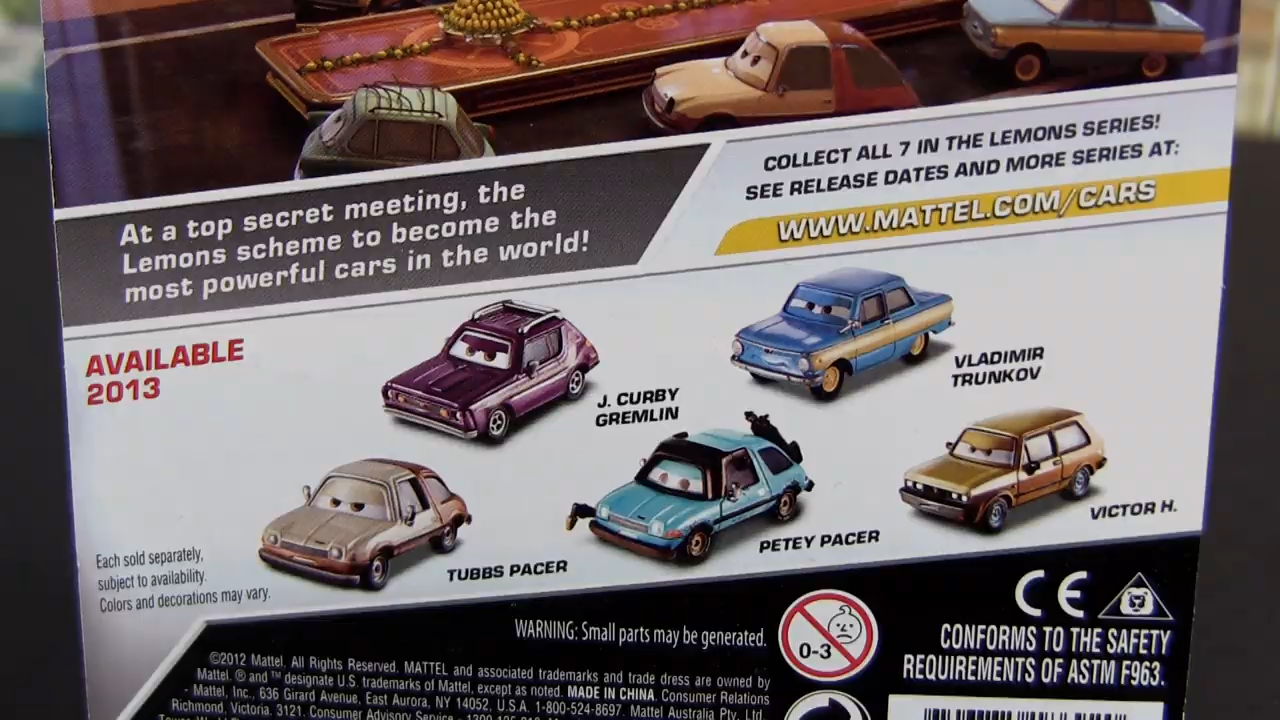 At a top secret meeting, the
Lemons scheme to become the
most powerful cars in the world!
COLLECT ALL 7 IN THE LEMONS SERIES!
SEE RELEASE DATES AND MORE SERIES AT:
WWW.MATTEL.COM/CARS
AVAILABLE
2013
J. CURBY
GREMLIN
VLADIMIR
TRUNKOV
TUBBS PACER
PETEY PACER
VICTOR H.
Each sold separately,
subject to availability.
Colors and decorations may vary.
WARNING: Small parts may be generated.
0-3
CE
CONFORMS TO THE SAFETY
REQUIREMENTS OF ASTM F963.
©2012 Mattel. All Rights Reserved. MATTEL and associated trademarks and trade dress are owned by
Mattel. ® and ™ designate U.S. trademarks of Mattel, except as noted. MADE IN CHINA. Consumer Relations
- Mattel, Inc., 636 Girard Avenue, East Aurora, NY 14052, U.S.A. 1-800-524-8697. Mattel Australia Pty. Ltd.
Richmond, Victoria. 3121. Consumer Advisory Service -